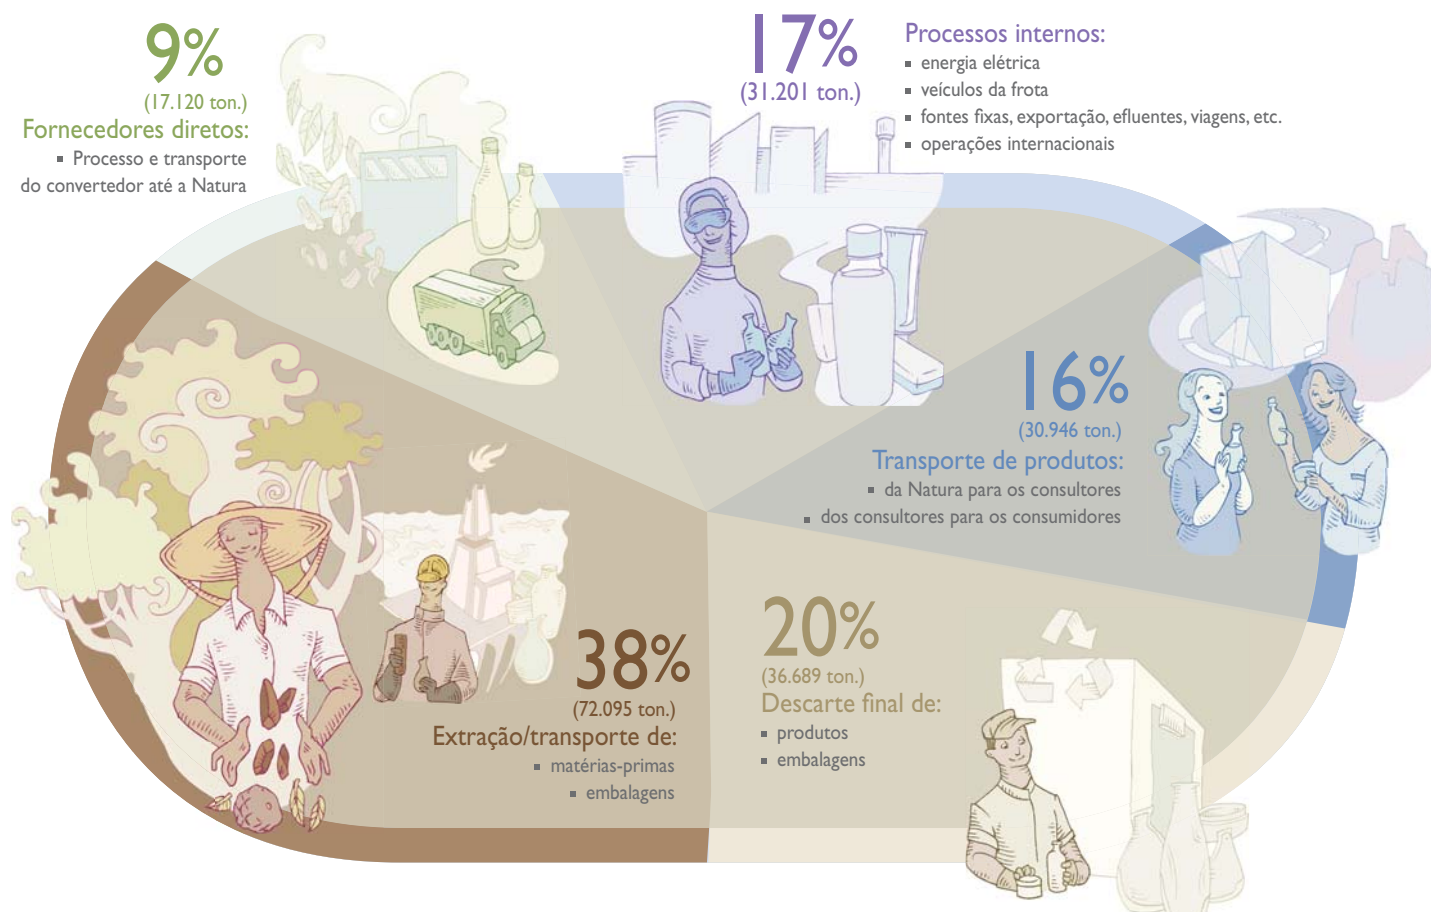 9%
(17.120 ton.)
Fornecedores diretos:
▪ Processo e transporte
do convertedor até a Natura
17%
(31.201 ton.)
Processos internos:
▪ energia elétrica
▪ veículos da frota
▪ fontes fixas, exportação, efluentes, viagens, etc.
▪ operações internacionais
16%
(30.946 ton.)
Transporte de produtos:
▪ da Natura para os consultores
▪ dos consultores para os consumidores
38%
(72.095 ton.)
Extração/transporte de:
▪ matérias-primas
▪ embalagens
20%
(36.689 ton.)
Descarte final de:
▪ produtos
▪ embalagens